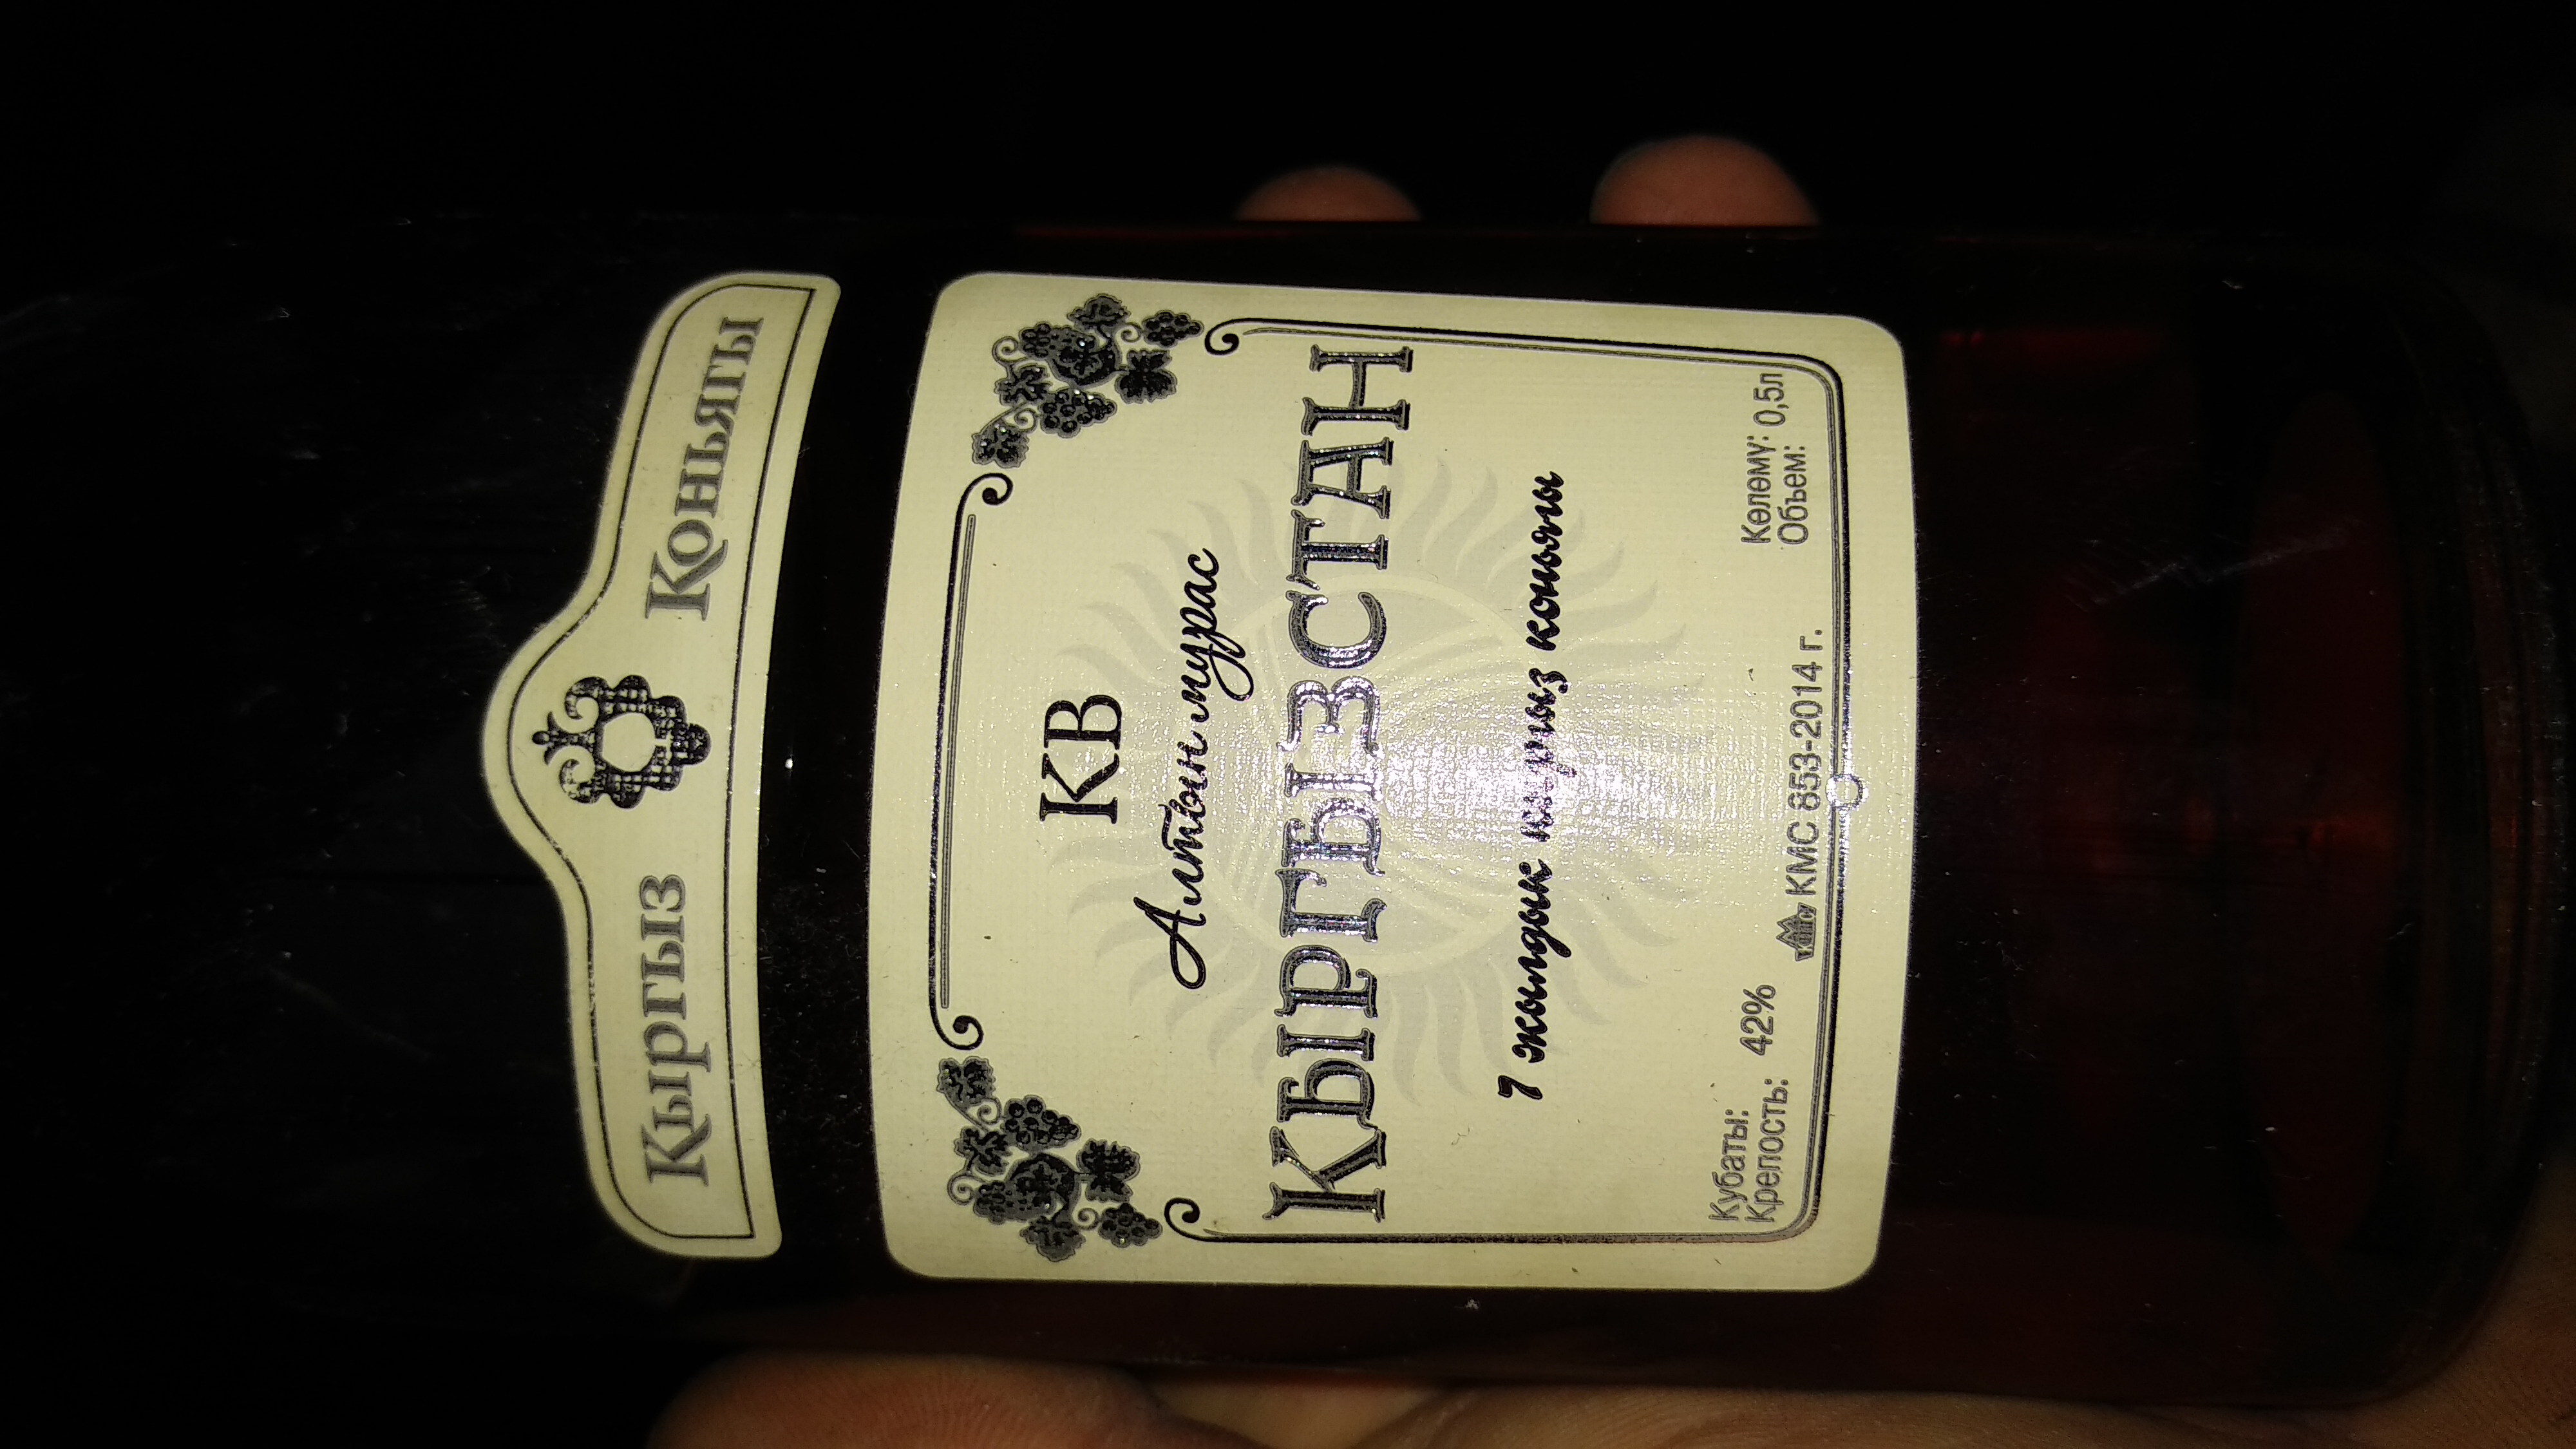 Кыргыз Коньягы
КВ
Алтын мурас
КЫРГЫЗСТАН
7 жылдык кыргыз коньягы
Кубаты:
Крепость: 42%
Көлөмү: 0,5л
Объем:
КМС 853-2014 г.